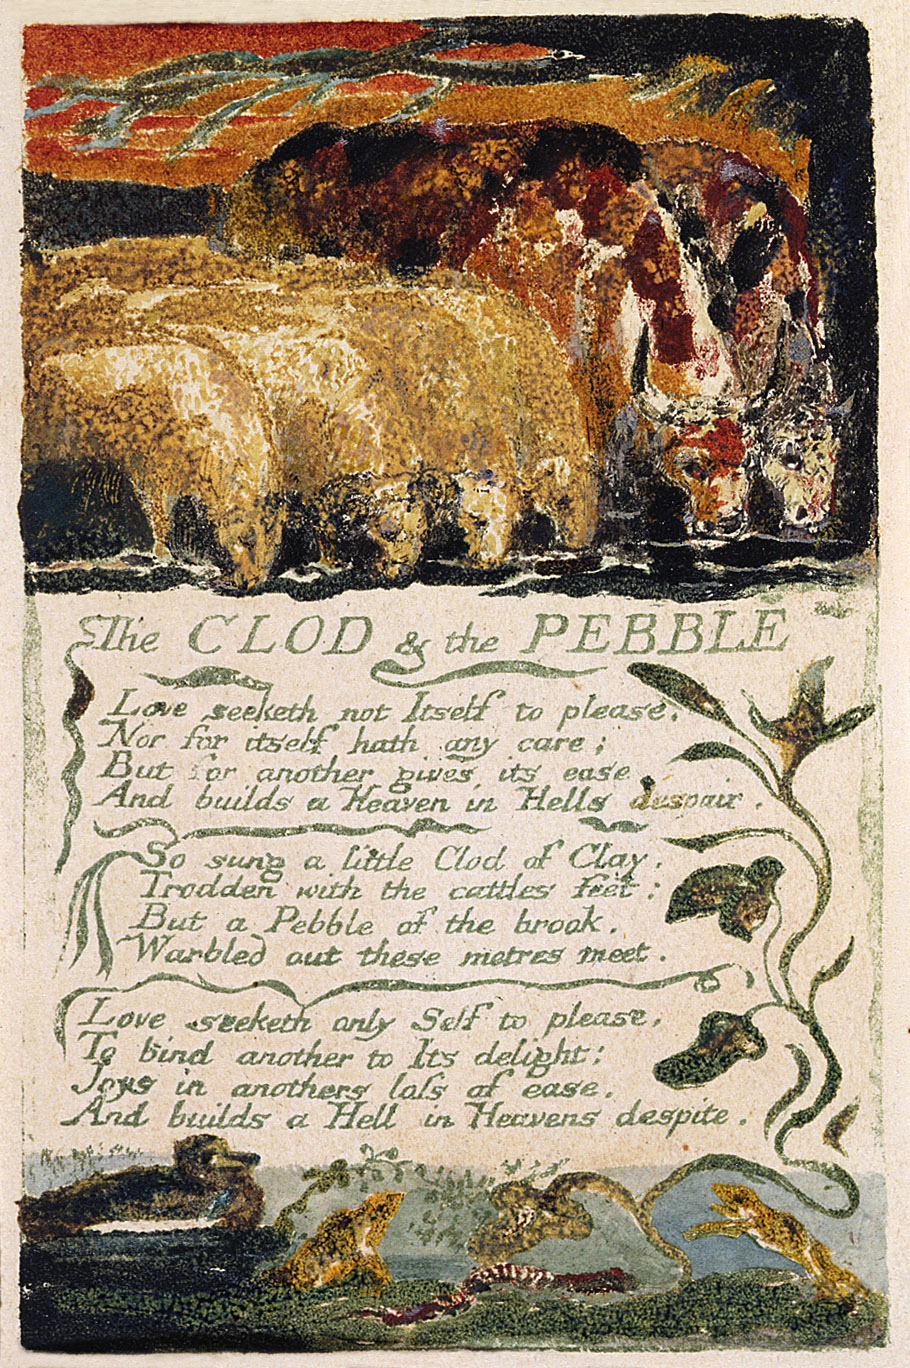 The CLOD & the PEBBLE
Love seeketh not Itself to please,
Nor for itself hath any care;
But for another gives its ease,
And builds a Heaven in Hells despair.
So sung a little Clod of Clay,
Trodden with the cattles feet:
But a Pebble of the brook,
Warbled out these metres meet.
Love seeketh only Self to please,
To bind another to Its delight:
Joys in anothers loſs of ease,
And builds a Hell in Heavens despite.